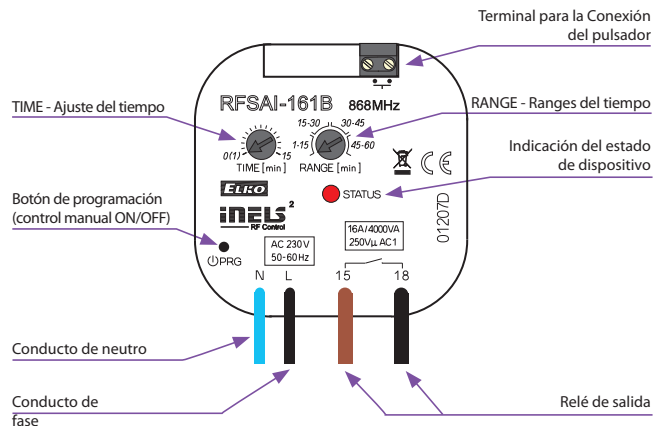 Terminal para la Conexión
del pulsador
RFSAI-161B 868MHz
TIME - Ajuste del tiempo
RANGE - Ranges del tiempo
15-30 30-45
1-15 45-60
0(1) 15
TIME [min] RANGE [min]
Indicación del estado
de dispositivo
ELKO
STATUS
iNELS²
RF Control
01207D
Botón de programación
(control manual ON/OFF)
AC 230V
50-60Hz
16A/4000VA
250Vµ AC1
PRG
N L 15 18
Conducto de neutro
Conducto de
fase
Relé de salida
CE